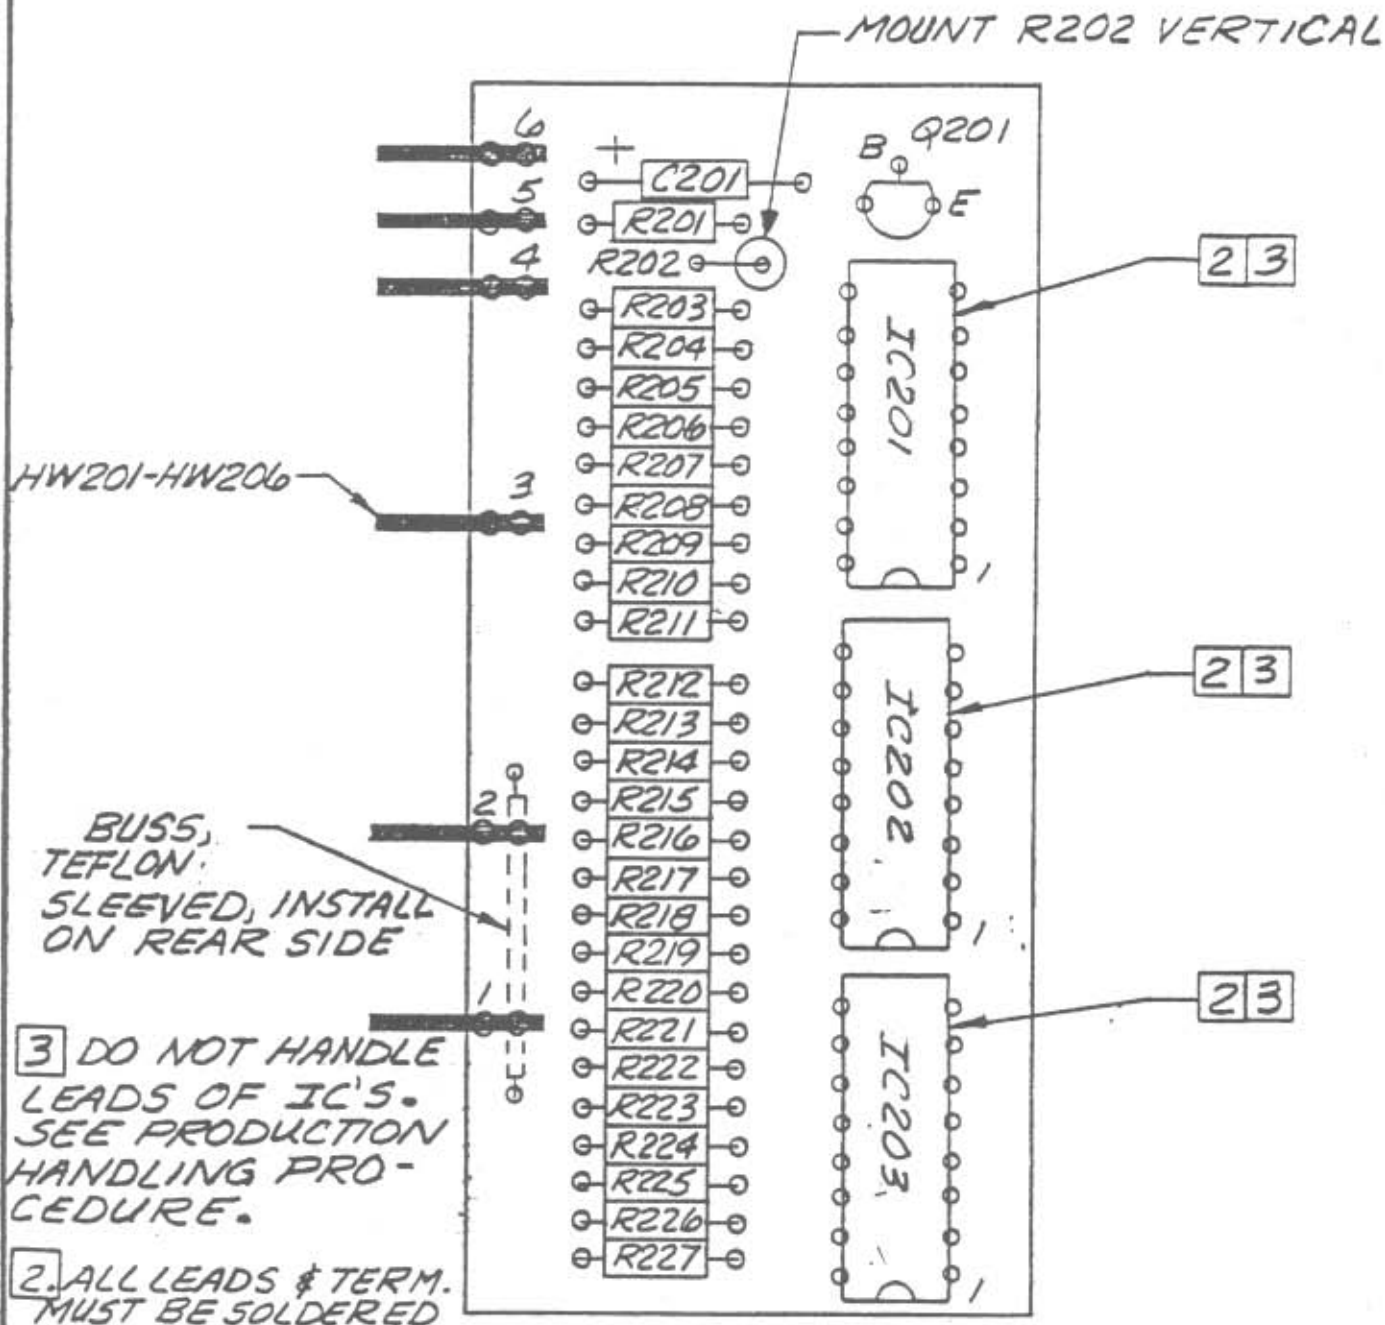 MOUNT R202 VERTICAL
6
+
C201
B
Q201
E
5
R201
4
R202
2 3
R203
R204
R205
R206
R207
R208
R209
R210
R211
IC201
1
HW201-HW206
3
R212
R213
R214
R215
R216
R217
R218
R219
R220
R221
R222
R223
R224
R225
R226
R227
IC202
1
2 3
2
BUSS,
TEFLON
SLEEVED, INSTALL
ON REAR SIDE
1
IC203
1
2 3
3 DO NOT HANDLE
LEADS OF IC'S.
SEE PRODUCTION
HANDLING PRO-
CEDURE.
2. ALL LEADS & TERM.
MUST BE SOLDERED